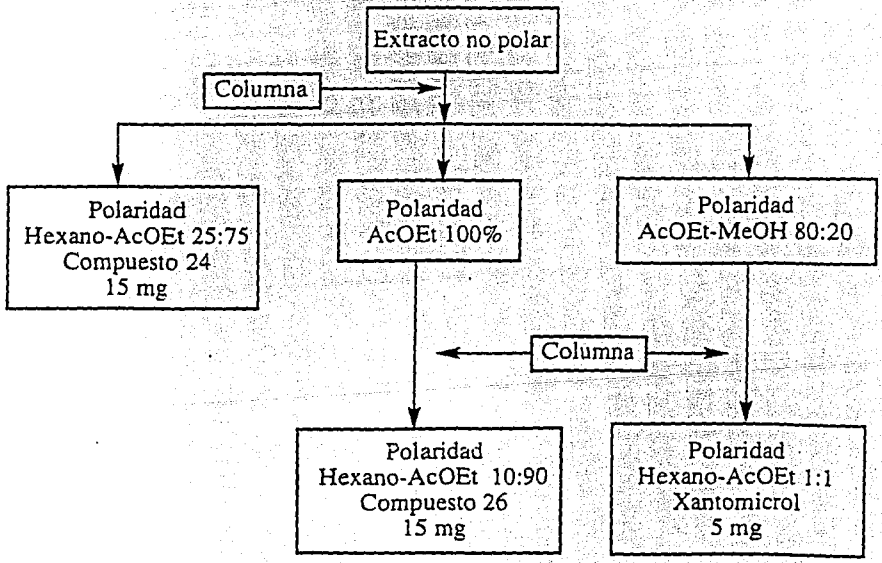 Extracto no polar
Columna
Polaridad
Hexano-AcOEt 25:75
Compuesto 24
15 mg
Polaridad
AcOEt 100%
Polaridad
AcOEt-MeOH 80:20
Columna
Polaridad
Hexano-AcOEt 10:90
Compuesto 26
15 mg
Polaridad
Hexano-AcOEt 1:1
Xantomicrol
5 mg